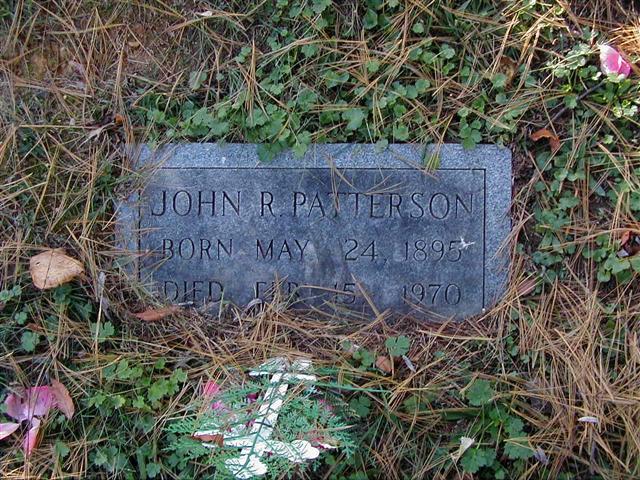 JOHN R. PATTERSON
BORN MAY 24, 1895
DIED FEB 15, 1970